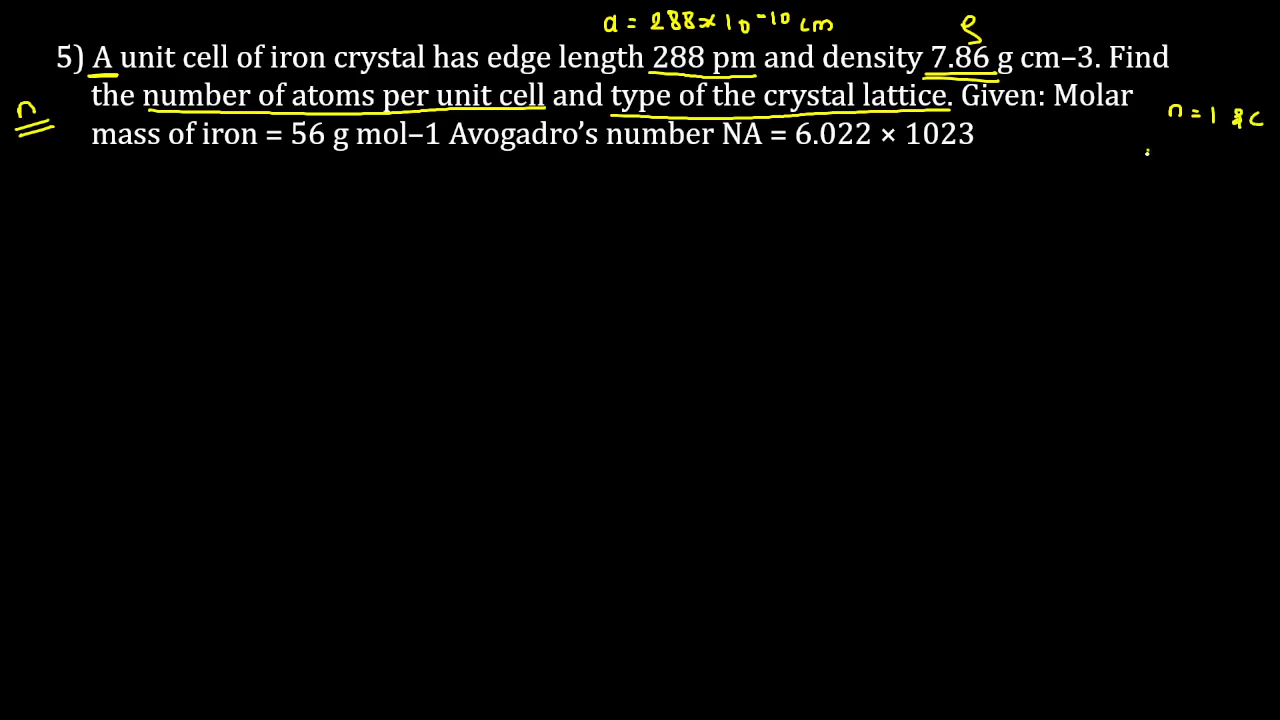 a = 288 × 10⁻¹⁰ cm
ρ
5) A unit cell of iron crystal has edge length 288 pm and density 7.86 g cm–3. Find
the number of atoms per unit cell and type of the crystal lattice. Given: Molar
n
n = 1
mass of iron = 56 g mol–1 Avogadro’s number NA = 6.022 × 1023